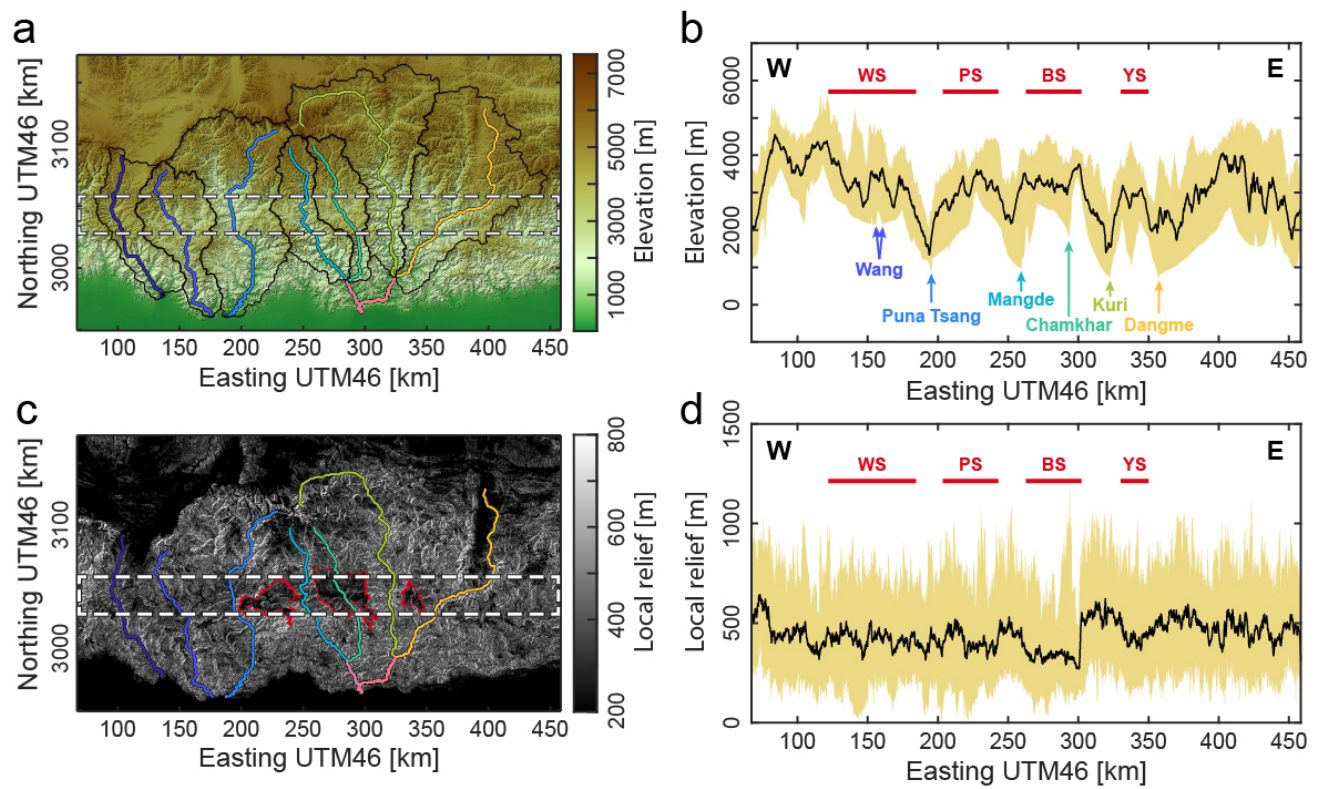 a
Northing UTM46 [km]
3100
3000
100 150 200 250 300 350 400 450
Easting UTM46 [km]
7000
5000
3000
1000
Elevation [m]
b
W
E
WS PS BS YS
Elevation [m]
6000
4000
2000
0
Wang
Puna Tsang
Mangde
Chamkhar
Kuri
Dangme
100 150 200 250 300 350 400 450
Easting UTM46 [km]
c
Northing UTM46 [km]
3100
3000
100 150 200 250 300 350 400 450
Easting UTM46 [km]
800
600
400
200
Local relief [m]
d
W
E
WS PS BS YS
Local relief [m]
1500
1000
500
0
100 150 200 250 300 350 400 450
Easting UTM46 [km]